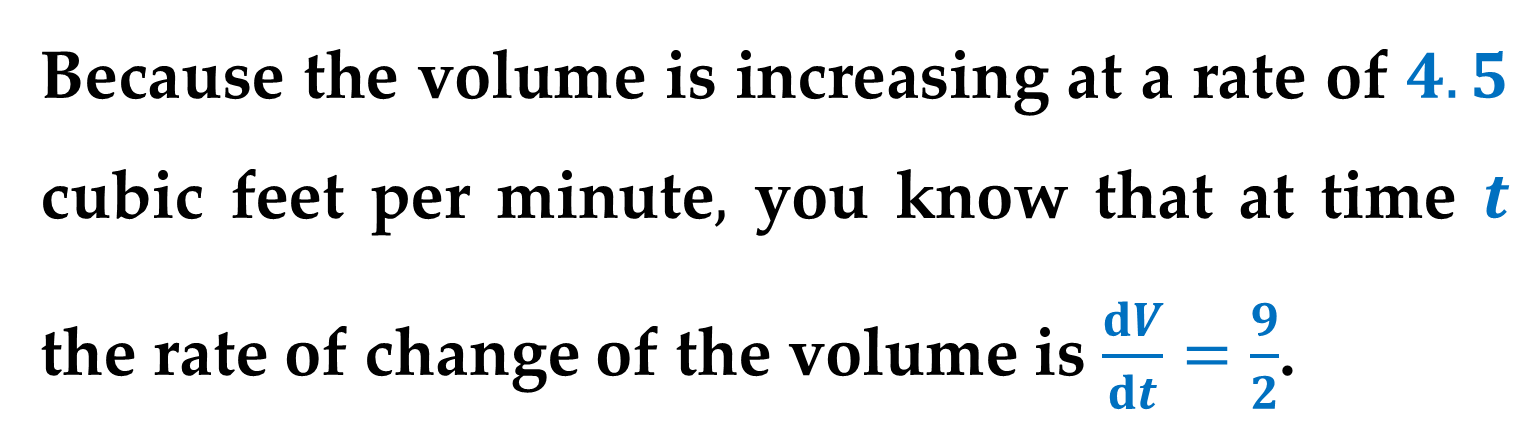 Because the volume is increasing at a rate of 4.5
cubic feet per minute, you know that at time t
the rate of change of the volume is dV/dt = 9/2.